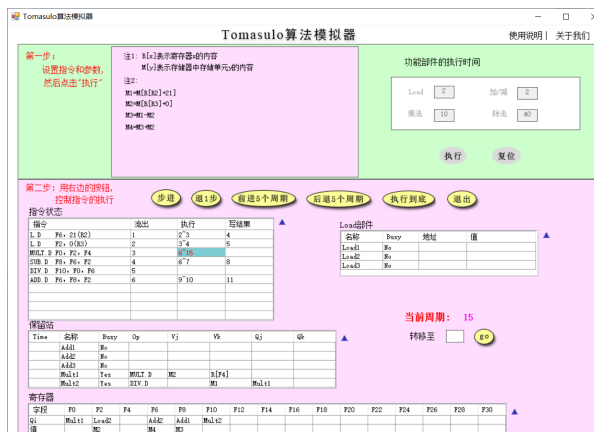 Tomasulo算法模拟器
Tomasulo算法模拟器
使用说明| 关于我们
第一步:
设置指令和参数,
然后点击"执行"
注1: R[x]表示寄存器x的内容
M[y]表示存储器中存储单元y的内容
注2:
M1=M[R[R2]+21]
M2=M[R[R3]+0]
M3=M1-M2
M4=M3+M2
功能部件的执行时间
Load 2 加/减 2
乘法 10 除法 40
执行 复位
第二步: 用右边的按钮,
控制指令的执行
步进 退1步 前进5个周期 后退5个周期 执行到底 退出
指令状态
指令 流出 执行 写结果
L.D F6, 21(R2) 1 2~3 4
L.D F2, 0(R3) 2 3~4 5
MULT.D F0, F2, F4 3 6~15
SUB.D F8, F6, F2 4 6~7 8
DIV.D F10, F0, F6 5
ADD.D F6, F8, F2 6 9~10 11
Load部件
名称 Busy 地址 值
Load1 No
Load2 No
Load3 No
当前周期: 15
转移至 go
保留站
Time 名称 Busy Op Vj Vk Qj Qk
Add1 No
Add2 No
Add3 No
Mult1 Yes MULT.D M2 R[F4]
Mult2 Yes DIV.D M1 Mult1
寄存器
字段 F0 F2 F4 F6 F8 F10 F12 F14 F16 F18 F20 F22 F24 F26 F28 F30
Qi Mult1 Load2 Add2 Add1 Mult2
值 M2 M4 M3